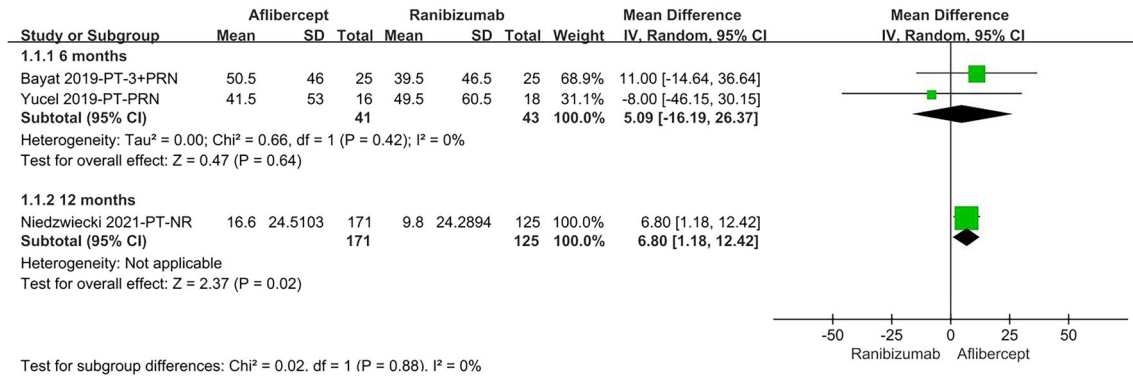 Aflibercept Ranibizumab Mean Difference Mean Difference
Study or Subgroup Mean SD Total Mean SD Total Weight IV, Random, 95% CI IV, Random, 95% CI
1.1.1 6 months
Bayat 2019-PT-3+PRN 50.5 46 25 39.5 46.5 25 68.9% 11.00 [-14.64, 36.64]
Yucel 2019-PT-PRN 41.5 53 16 49.5 60.5 18 31.1% -8.00 [-46.15, 30.15]
Subtotal (95% CI) 41 43 100.0% 5.09 [-16.19, 26.37]
Heterogeneity: Tau² = 0.00; Chi² = 0.66, df = 1 (P = 0.42); I² = 0%
Test for overall effect: Z = 0.47 (P = 0.64)
1.1.2 12 months
Niedzwiecki 2021-PT-NR 16.6 24.5103 171 9.8 24.2894 125 100.0% 6.80 [1.18, 12.42]
Subtotal (95% CI) 171 125 100.0% 6.80 [1.18, 12.42]
Heterogeneity: Not applicable
Test for overall effect: Z = 2.37 (P = 0.02)
-50 -25 0 25 50
Ranibizumab Aflibercept
Test for subgroup differences: Chi² = 0.02, df = 1 (P = 0.88), I² = 0%